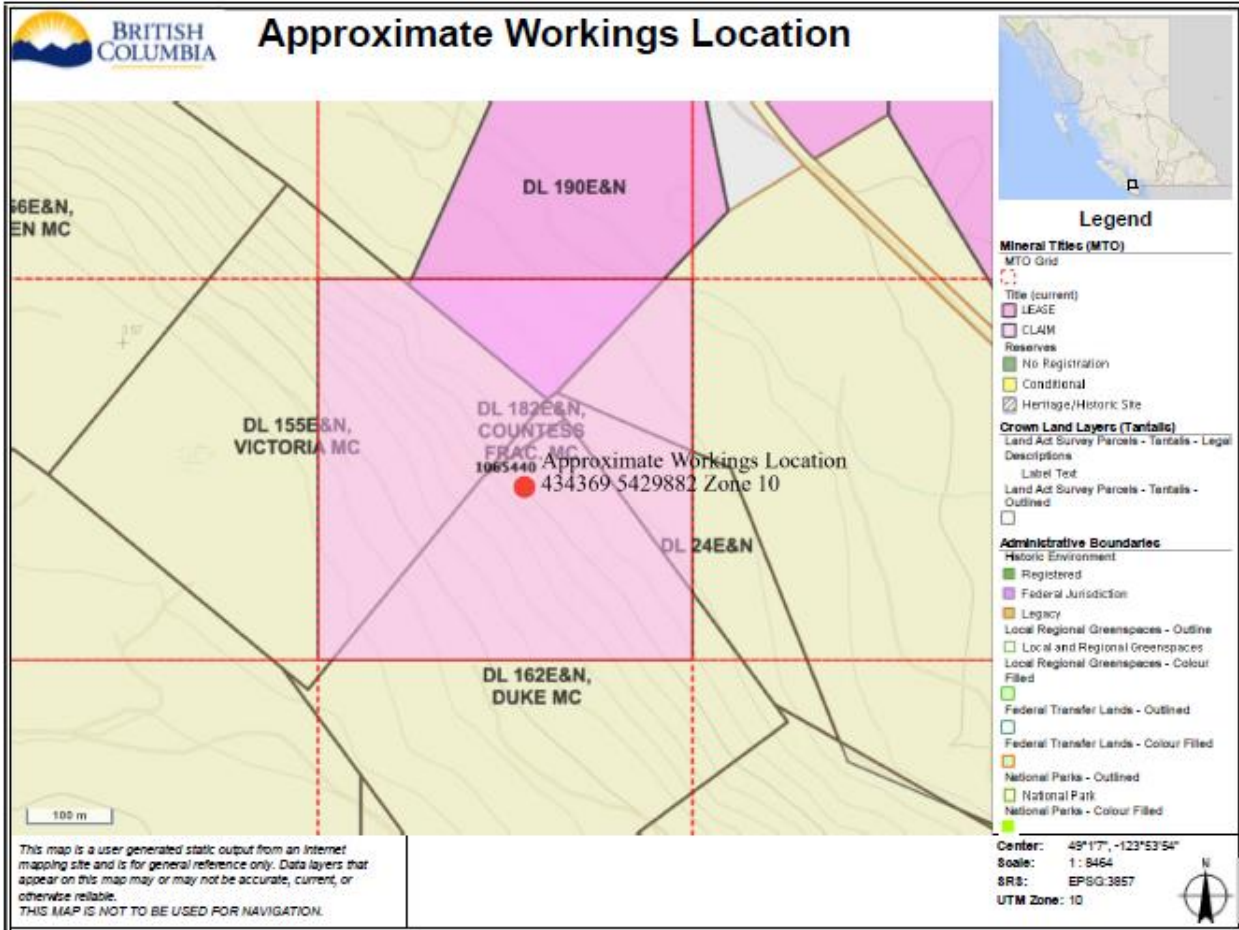 BRITISH
COLUMBIA
Approximate Workings Location
DL 190E&N
66E&N,
EN MC
DL 155E&N,
VICTORIA MC
DL 182E&N,
COUNTESS
FRAC. MC
1065440
Approximate Workings Location
434369 5429882 Zone 10
DL 24E&N
DL 162E&N,
DUKE MC
100 m
Legend
Mineral Titles (MTO)
MTO Grid
Title (current)
LEASE
CLAIM
Reserves
No Registration
Conditional
Heritage/Historic Site
Crown Land Layers (Tantalis)
Land Act Survey Parcels - Tantalis - Legal
Descriptions
Label Text
Land Act Survey Parcels - Tantalis -
Outlined
Administrative Boundaries
Historic Environment
Registered
Federal Jurisdiction
Legacy
Local Regional Greenspaces - Outline
Local and Regional Greenspaces
Local Regional Greenspaces - Colour
Filled
Federal Transfer Lands - Outlined
Federal Transfer Lands - Colour Filled
National Parks - Outlined
National Park
National Parks - Colour Filled
This map is a user generated static output from an Internet
mapping site and is for general reference only. Data layers that
appear on this map may or may not be accurate, current, or
otherwise reliable.
THIS MAP IS NOT TO BE USED FOR NAVIGATION.
Center: 49°1'7", -123°53'54"
Scale: 1 : 8464
SRS: EPSG:3857
UTM Zone: 10
N